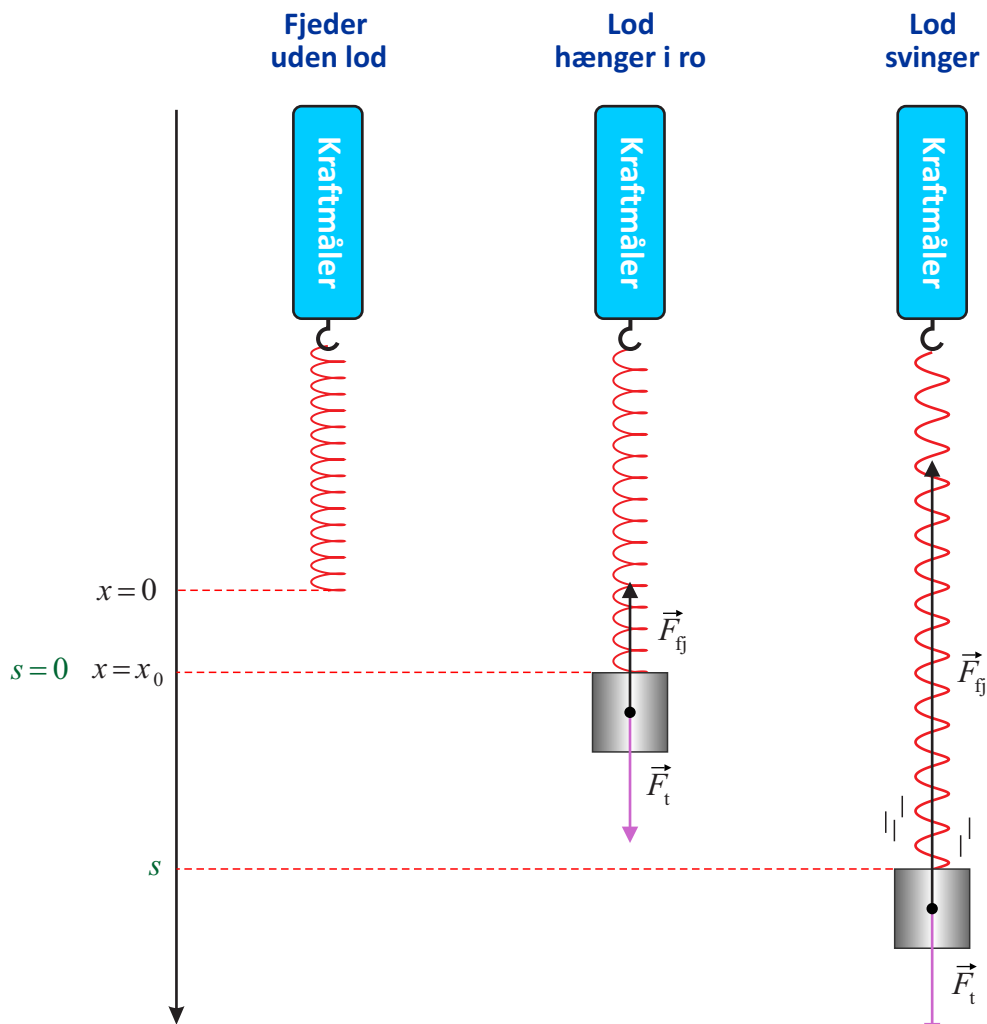 Fjeder
uden lod
Lod
hænger i ro
Lod
svinger
Kraftmåler
Kraftmåler
Kraftmåler
x = 0
F⃗fj
s = 0 x = x₀
F⃗fj
F⃗t
s
F⃗t